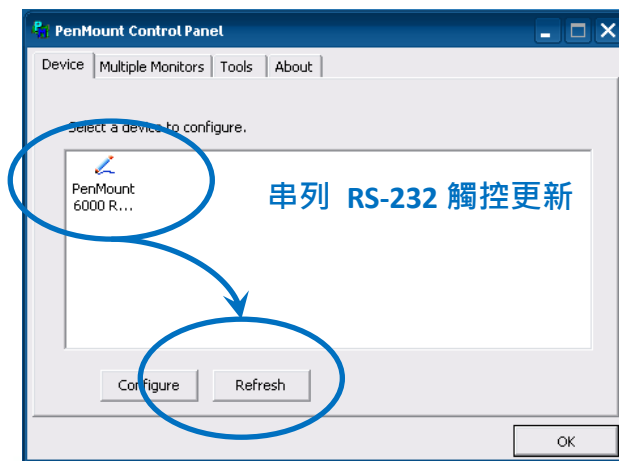 PenMount Control Panel
Device Multiple Monitors Tools About
Select a device to configure.
PenMount
6000 R...
串列 RS-232 觸控更新
Configure Refresh
OK